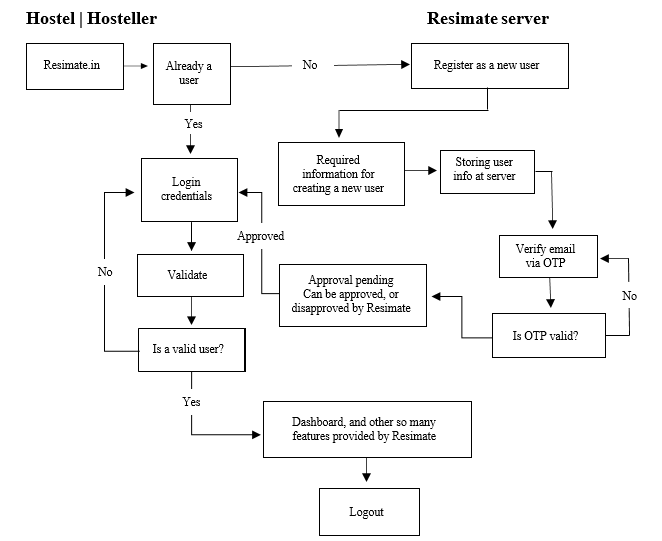 Hostel | Hosteller
Resimate server
Resimate.in
Already a
user
No
Register as a new user
Yes
Required
information for
creating a new user
Storing user
info at server
Login
credentials
Approved
Verify email
via OTP
No
Validate
Approval pending
Can be approved, or
disapproved by Resimate
No
Is OTP valid?
Is a valid user?
Yes
Dashboard, and other so many
features provided by Resimate
Logout